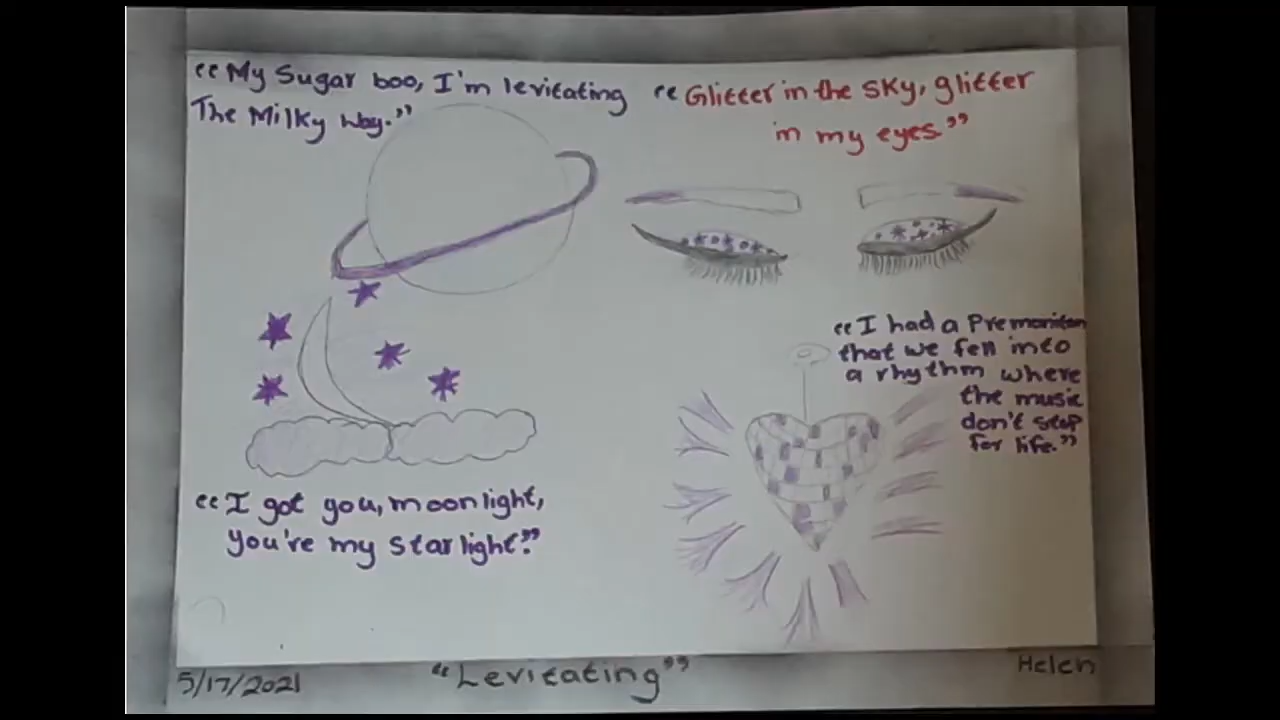 “My Sugar boo, I'm levitating
The Milky Way.”
“Glitter in the sky, glitter
in my eyes.”
“I had a Premonition
that we fell into
a rhythm where
the music
don't stop
for life.”
“I got you, moonlight,
you're my starlight.”
5/17/2021
“Levitating”
Helen